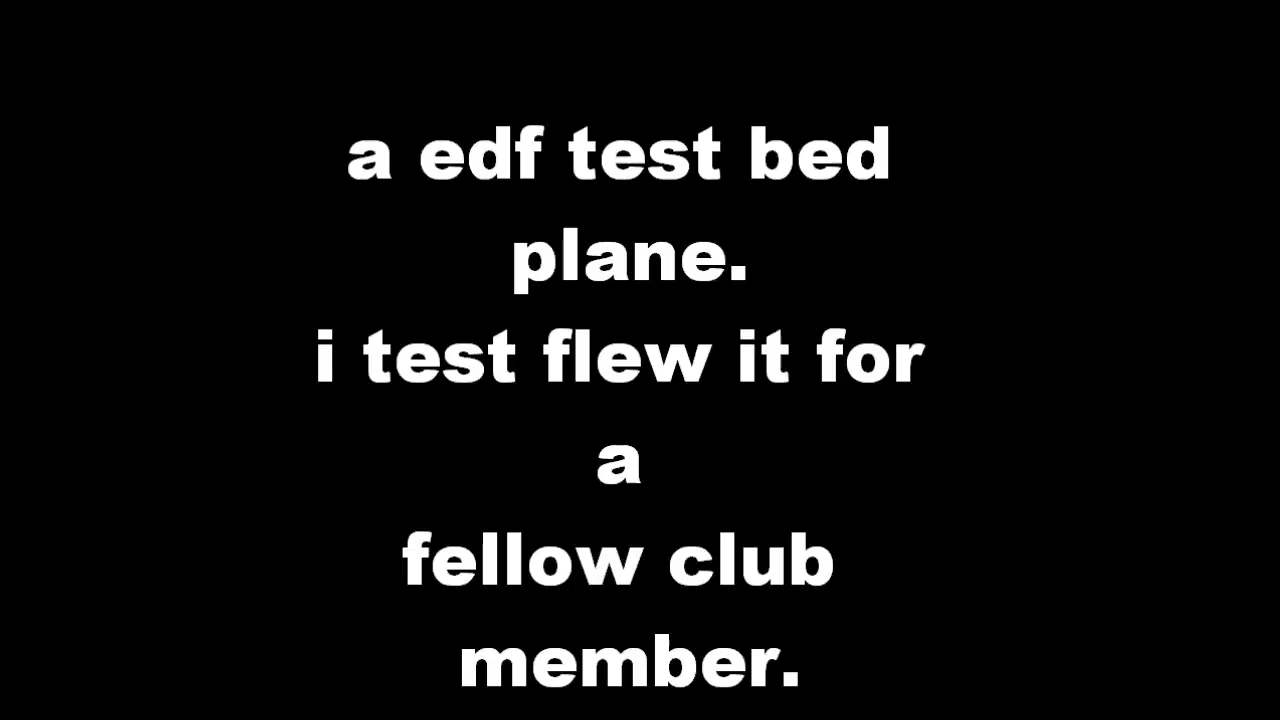 a edf test bed
plane.
i test flew it for
a
fellow club
member.